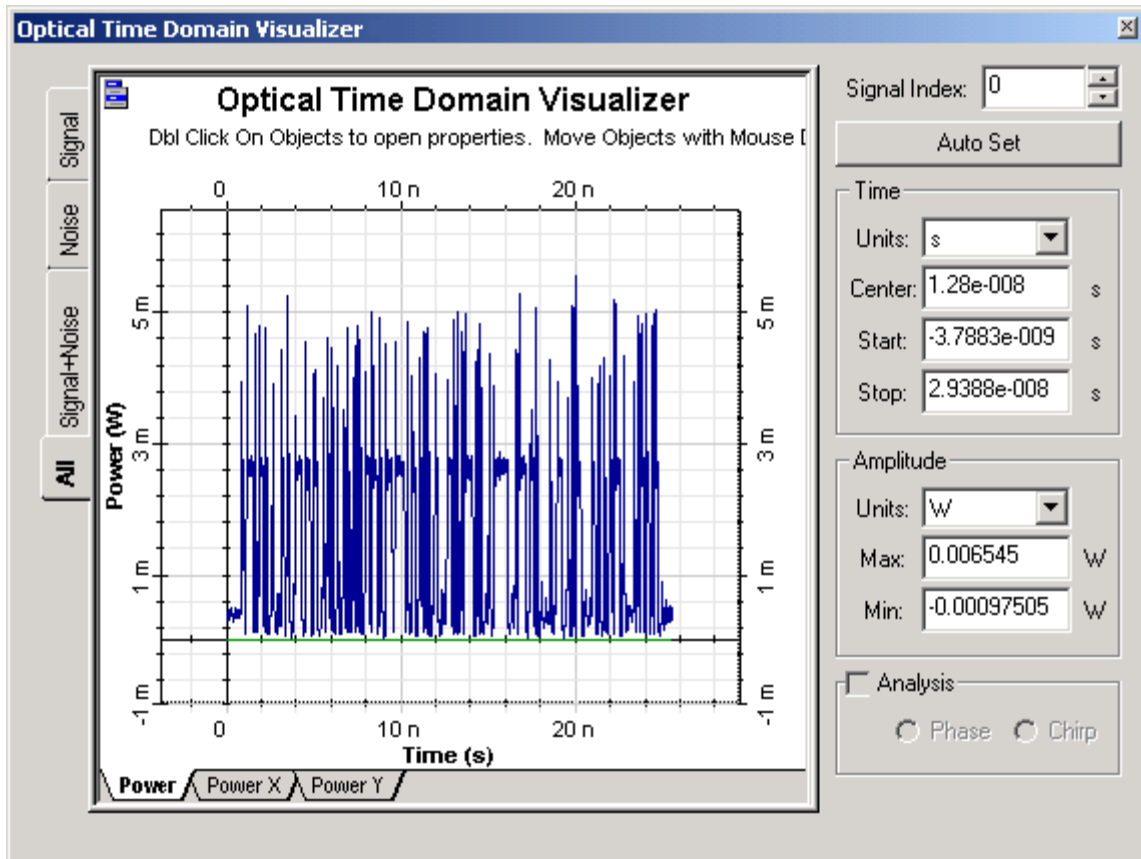 Optical Time Domain Visualizer
Signal
Noise
Signal+Noise
All
Optical Time Domain Visualizer
Dbl Click On Objects to open properties. Move Objects with Mouse D
0 10 n 20 n
Power (W)
5 m
3 m
1 m
-1 m
5 m
3 m
1 m
-1 m
0 10 n 20 n
Time (s)
Power Power X Power Y
Signal Index: 0
Auto Set
Time
Units: s
Center: 1.28e-008 s
Start: -3.7883e-009 s
Stop: 2.9388e-008 s
Amplitude
Units: W
Max: 0.006545 W
Min: -0.00097505 W
Analysis
Phase Chirp